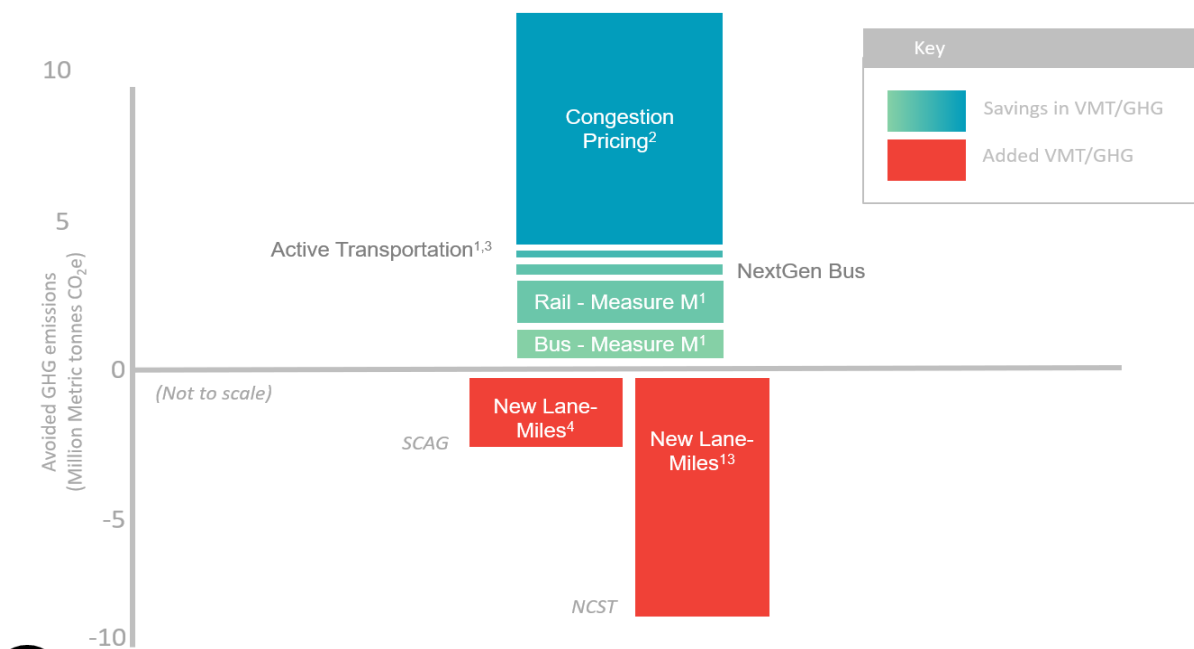 Key
Savings in VMT/GHG
Added VMT/GHG
10
5
0
-5
-10
Avoided GHG emissions
(Million Metric tonnes CO₂e)
Congestion
Pricing²
Active Transportation¹,³
NextGen Bus
Rail - Measure M¹
Bus - Measure M¹
(Not to scale)
New Lane-
Miles⁴
SCAG
New Lane-
Miles¹³
NCST